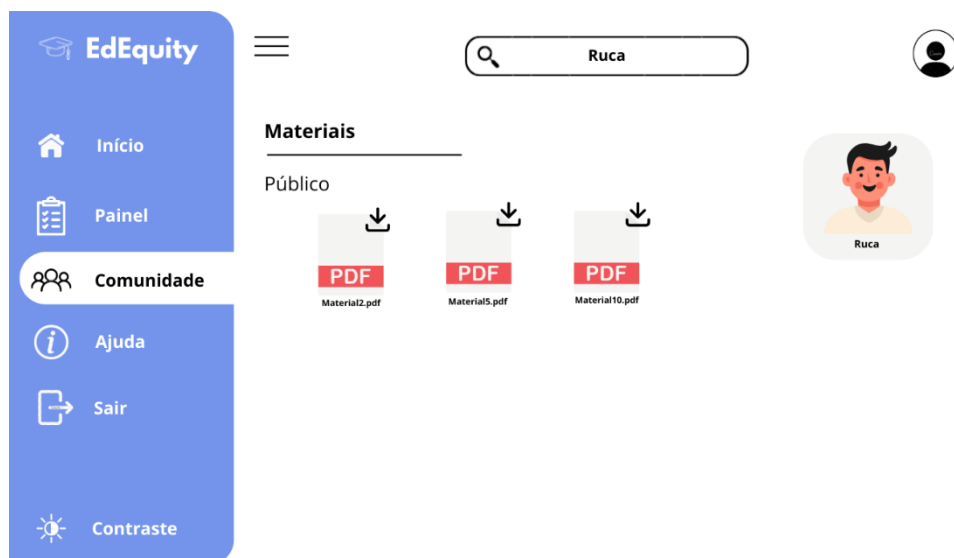 EdEquity
Ruca
Início
Painel
Comunidade
Ajuda
Sair
Contraste
Materiais
Público
PDF
PDF
PDF
Material2.pdf
Material5.pdf
Material10.pdf
Ruca